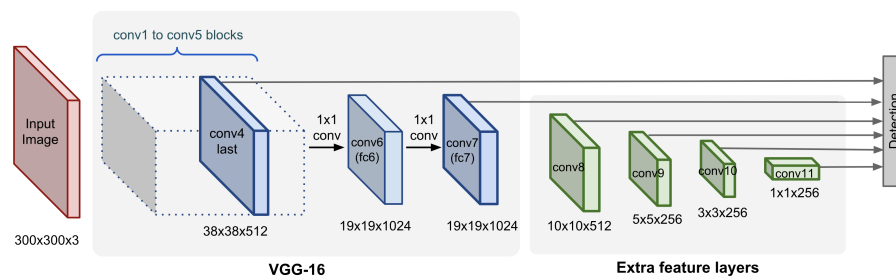 conv1 to conv5 blocks
Input
Image
300x300x3
conv4
last
38x38x512
1x1
conv
conv6
(fc6)
19x19x1024
1x1
conv
conv7
(fc7)
19x19x1024
VGG-16
conv8
10x10x512
conv9
5x5x256
conv10
3x3x256
conv11
1x1x256
Extra feature layers
Detection